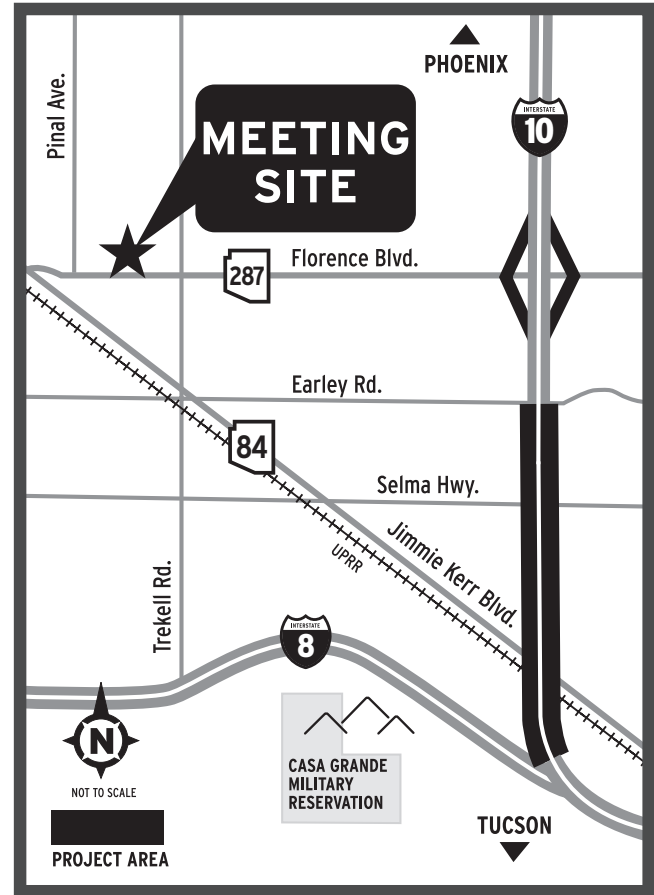 PHOENIX
INTERSTATE
10
Pinal Ave.
MEETING
SITE
Florence Blvd.
287
Earley Rd.
84
Selma Hwy.
Jimmie Kerr Blvd.
UPRR
Trekell Rd.
INTERSTATE
8
N
NOT TO SCALE
PROJECT AREA
CASA GRANDE
MILITARY
RESERVATION
TUCSON